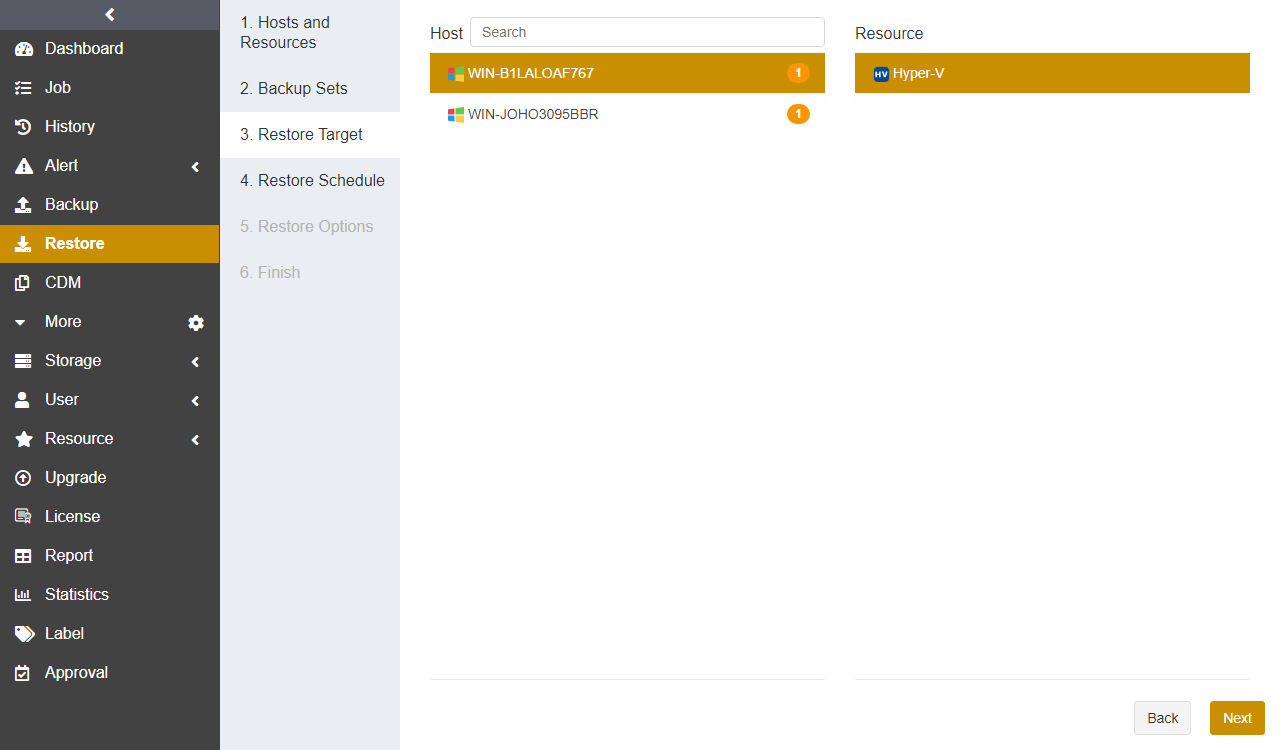 Dashboard
Job
History
Alert
Backup
Restore
CDM
More
Storage
User
Resource
Upgrade
License
Report
Statistics
Label
Approval
1. Hosts and
Resources
2. Backup Sets
3. Restore Target
4. Restore Schedule
5. Restore Options
6. Finish
Host Search
WIN-B1LALOAF767 1
WIN-JOHO3095BBR 1
Resource
HV Hyper-V
Back Next